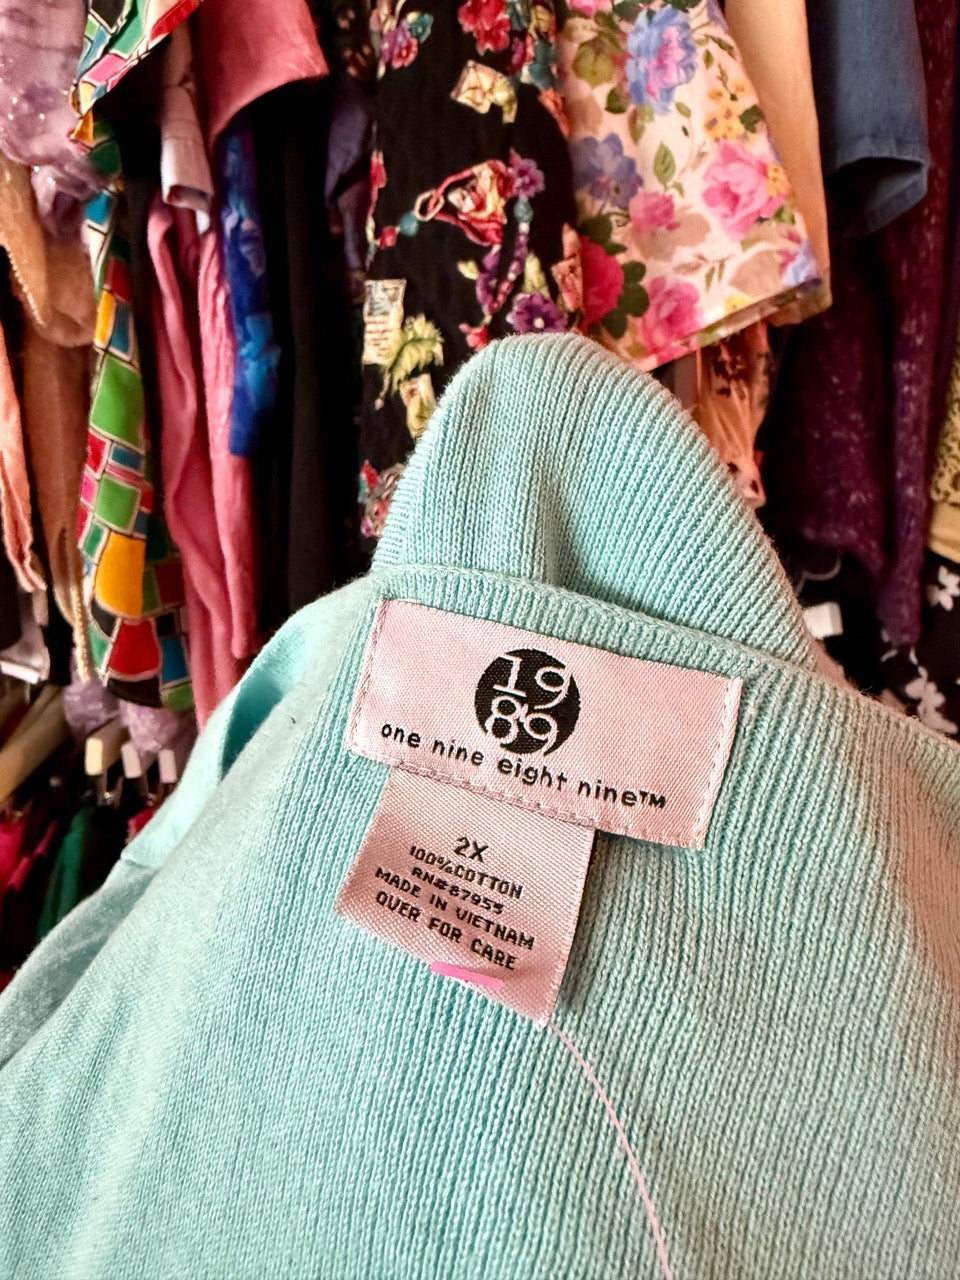 19
89
one nine eight nine™
2X
100%COTTON
RN#87955
MADE IN VIETNAM
OVER FOR CARE